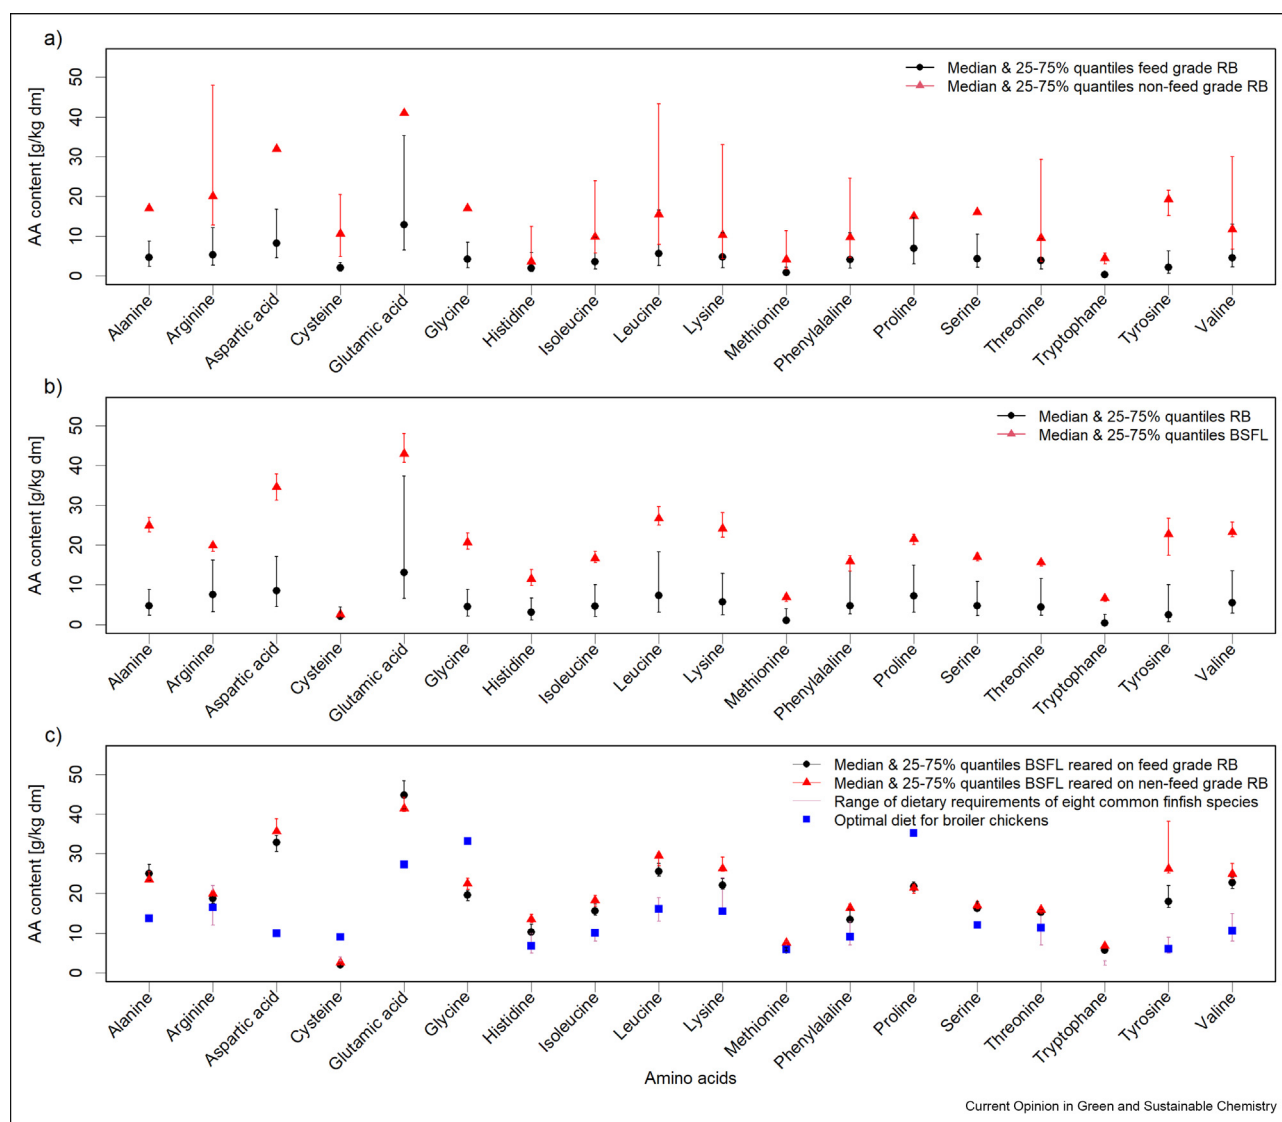 a)
Median & 25-75% quantiles feed grade RB
Median & 25-75% quantiles non-feed grade RB
AA content [g/kg dm]
50
40
30
20
10
0
Alanine
Arginine
Aspartic acid
Cysteine
Glutamic acid
Glycine
Histidine
Isoleucine
Leucine
Lysine
Methionine
Phenylalaline
Proline
Serine
Threonine
Tryptophane
Tyrosine
Valine
b)
Median & 25-75% quantiles RB
Median & 25-75% quantiles BSFL
AA content [g/kg dm]
50
40
30
20
10
0
Alanine
Arginine
Aspartic acid
Cysteine
Glutamic acid
Glycine
Histidine
Isoleucine
Leucine
Lysine
Methionine
Phenylalaline
Proline
Serine
Threonine
Tryptophane
Tyrosine
Valine
c)
Median & 25-75% quantiles BSFL reared on feed grade RB
Median & 25-75% quantiles BSFL reared on nen-feed grade RB
Range of dietary requirements of eight common finfish species
Optimal diet for broiler chickens
AA content [g/kg dm]
50
40
30
20
10
0
Alanine
Arginine
Aspartic acid
Cysteine
Glutamic acid
Glycine
Histidine
Isoleucine
Leucine
Lysine
Methionine
Phenylalaline
Proline
Serine
Threonine
Tryptophane
Tyrosine
Valine
Amino acids
Current Opinion in Green and Sustainable Chemistry